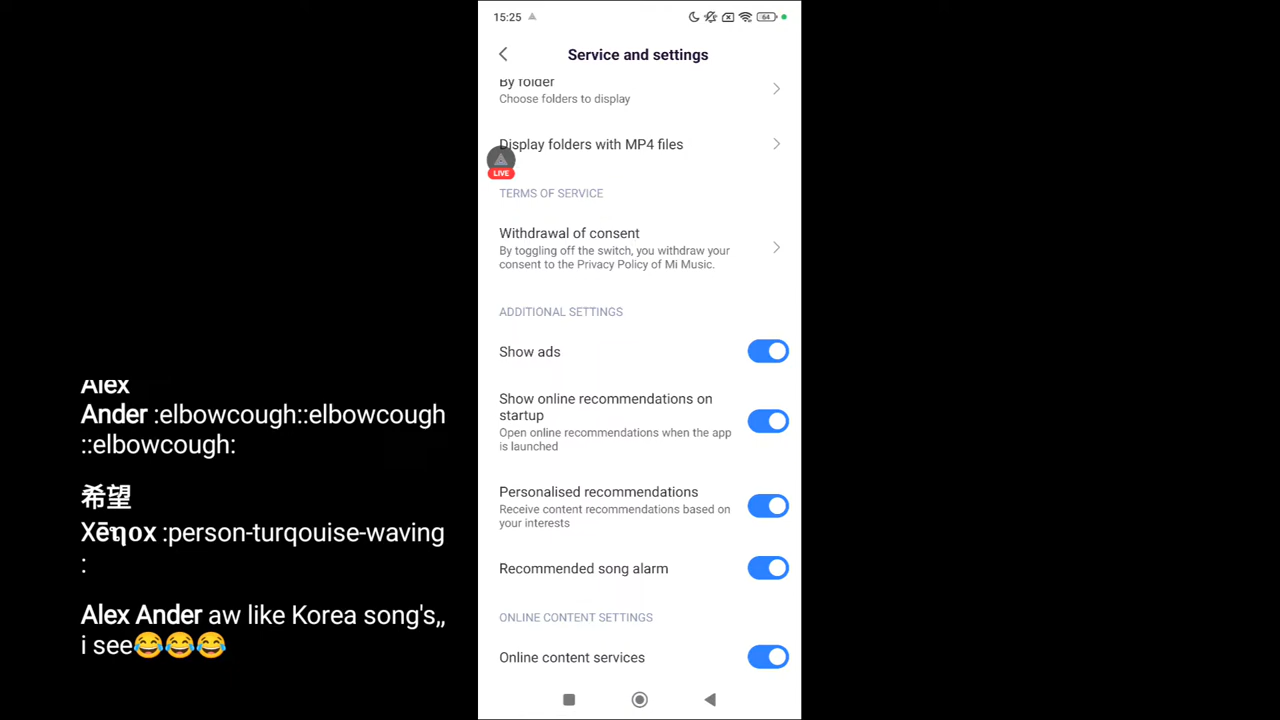 15:25
64
Service and settings
By folder
Choose folders to display
Display folders with MP4 files
LIVE
TERMS OF SERVICE
Withdrawal of consent
By toggling off the switch, you withdraw your
consent to the Privacy Policy of Mi Music.
ADDITIONAL SETTINGS
Show ads
Show online recommendations on
startup
Open online recommendations when the app
is launched
Personalised recommendations
Receive content recommendations based on
your interests
Recommended song alarm
ONLINE CONTENT SETTINGS
Online content services
Alex
Ander :elbowcough::elbowcough
::elbowcough:
希望
:person-turqouise-waving
:
Alex Ander aw like Korea song's,,
i see😂😂😂